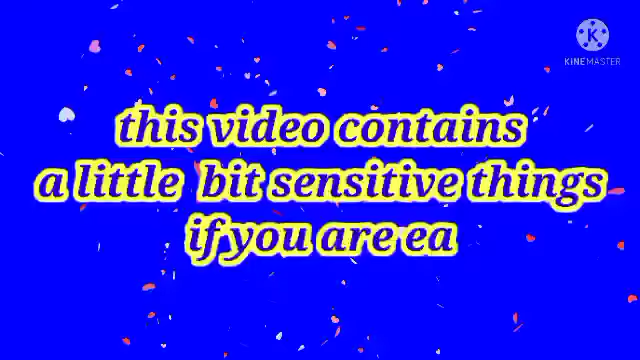 KINEMASTER
this video contains
a little bit sensitive things
if you are ea